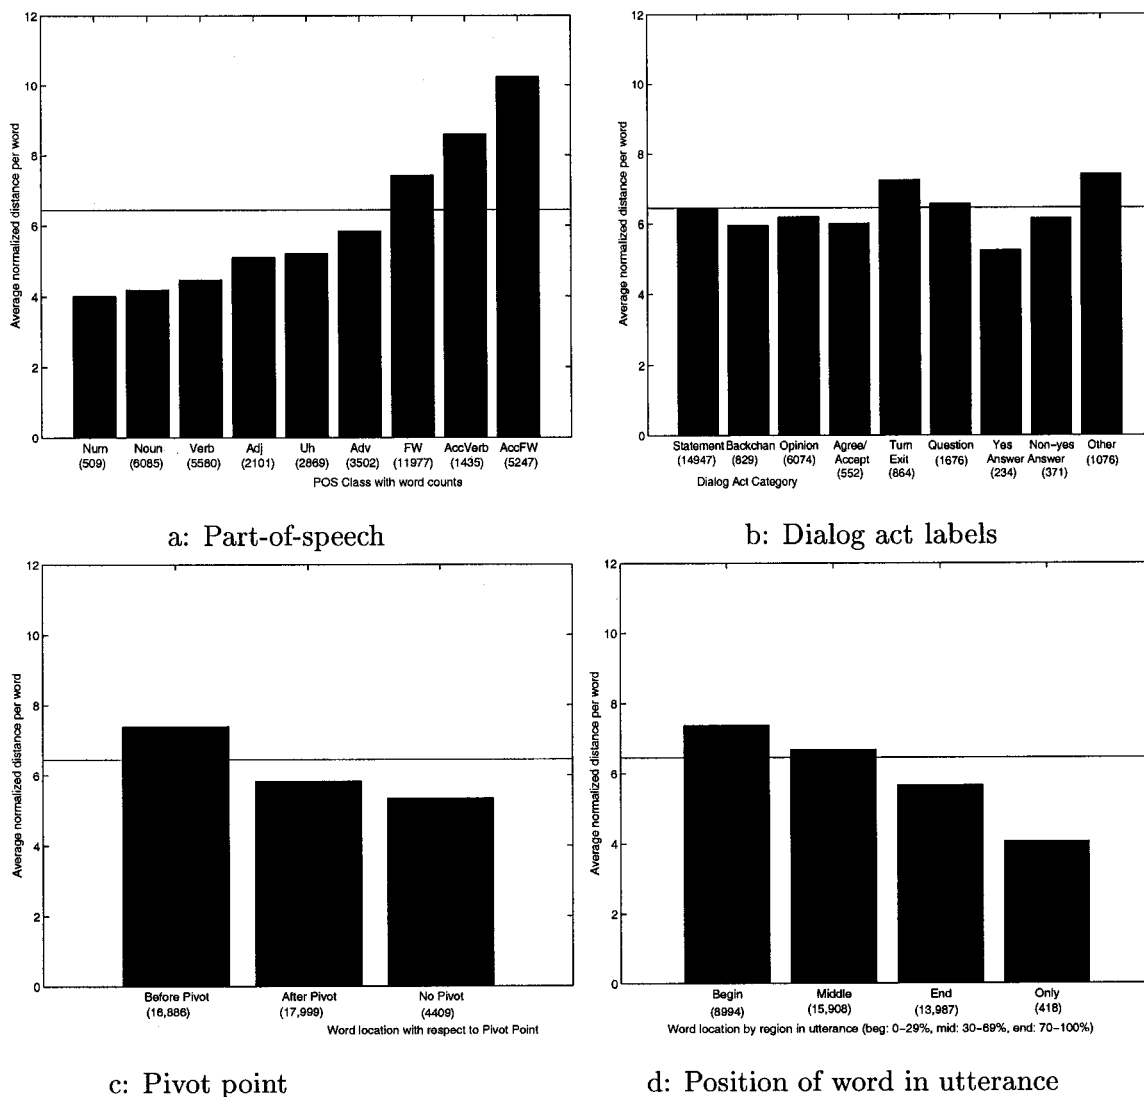 12
10
8
6
4
2
0
Average normalized distance per word
Num Noun Verb Adj Uh Adv FW AccVerb AccFW
(509) (6085) (5580) (2101) (2869) (3502) (11977) (1435) (5247)
POS Class with word counts
a: Part-of-speech
12
10
8
6
4
2
0
Average normalized distance per word
Statement Backchan Opinion Agree/ Turn Question Yes Non-yes Other
(14947) (829) (6074) Accept Exit (1676) Answer Answer (1076)
(552) (864) (234) (371)
Dialog Act Category
b: Dialog act labels
12
10
8
6
4
2
0
Average normalized distance per word
Before Pivot After Pivot No Pivot
(16,886) (17,999) (4409)
Word location with respect to Pivot Point
c: Pivot point
12
10
8
6
4
2
0
Average normalized distance per word
Begin Middle End Only
(8994) (15,908) (13,987) (418)
Word location by region in utterance (beg: 0-29%, mid: 30-69%, end: 70-100%)
d: Position of word in utterance